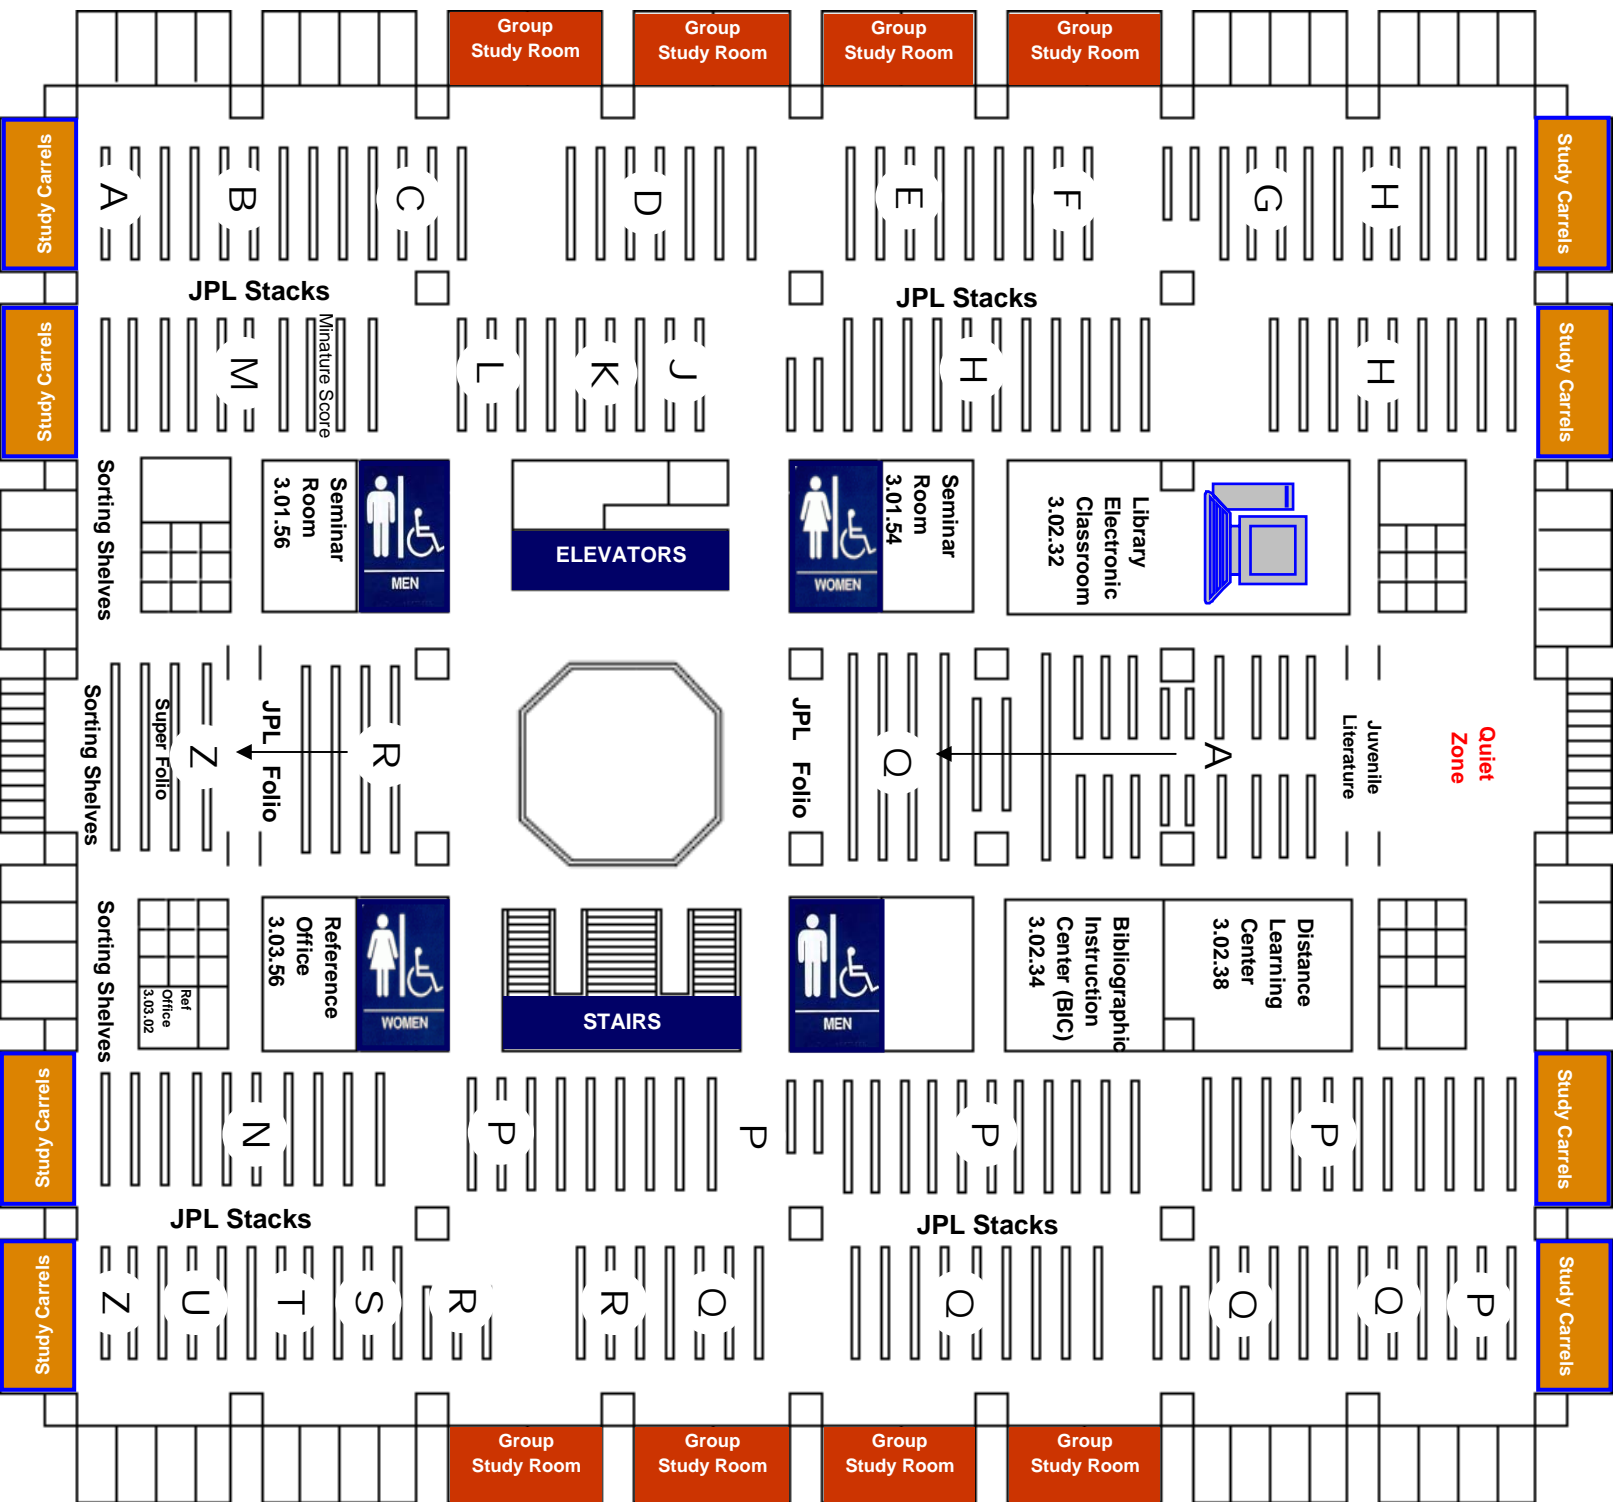 Group
Study Room
Group
Study Room
Group
Study Room
Group
Study Room
Study Carrels
A
B
C
D
E
F
G
H
Study Carrels
JPL Stacks
JPL Stacks
Study Carrels
M
Minature Score
L
K
J
H
H
Study Carrels
Sorting Shelves
Seminar
Room
3.01.56
MEN
ELEVATORS
WOMEN
Seminar
Room
3.01.54
Library
Electronic
Classroom
3.02.32
Sorting Shelves
Super Folio
Z
JPL Folio
R
JPL Folio
Q
A
Juvenile
Literature
Quiet
Zone
Sorting Shelves
Ref
Office
3.03.02
Reference
Office
3.03.56
WOMEN
STAIRS
MEN
Bibliographic
Instruction
Center (BIC)
3.02.34
Distance
Learning
Center
3.02.38
Study Carrels
N
P
P
P
P
Study Carrels
JPL Stacks
JPL Stacks
Study Carrels
Z
U
T
S
R
R
Q
Q
Q
Q
P
Study Carrels
Group
Study Room
Group
Study Room
Group
Study Room
Group
Study Room